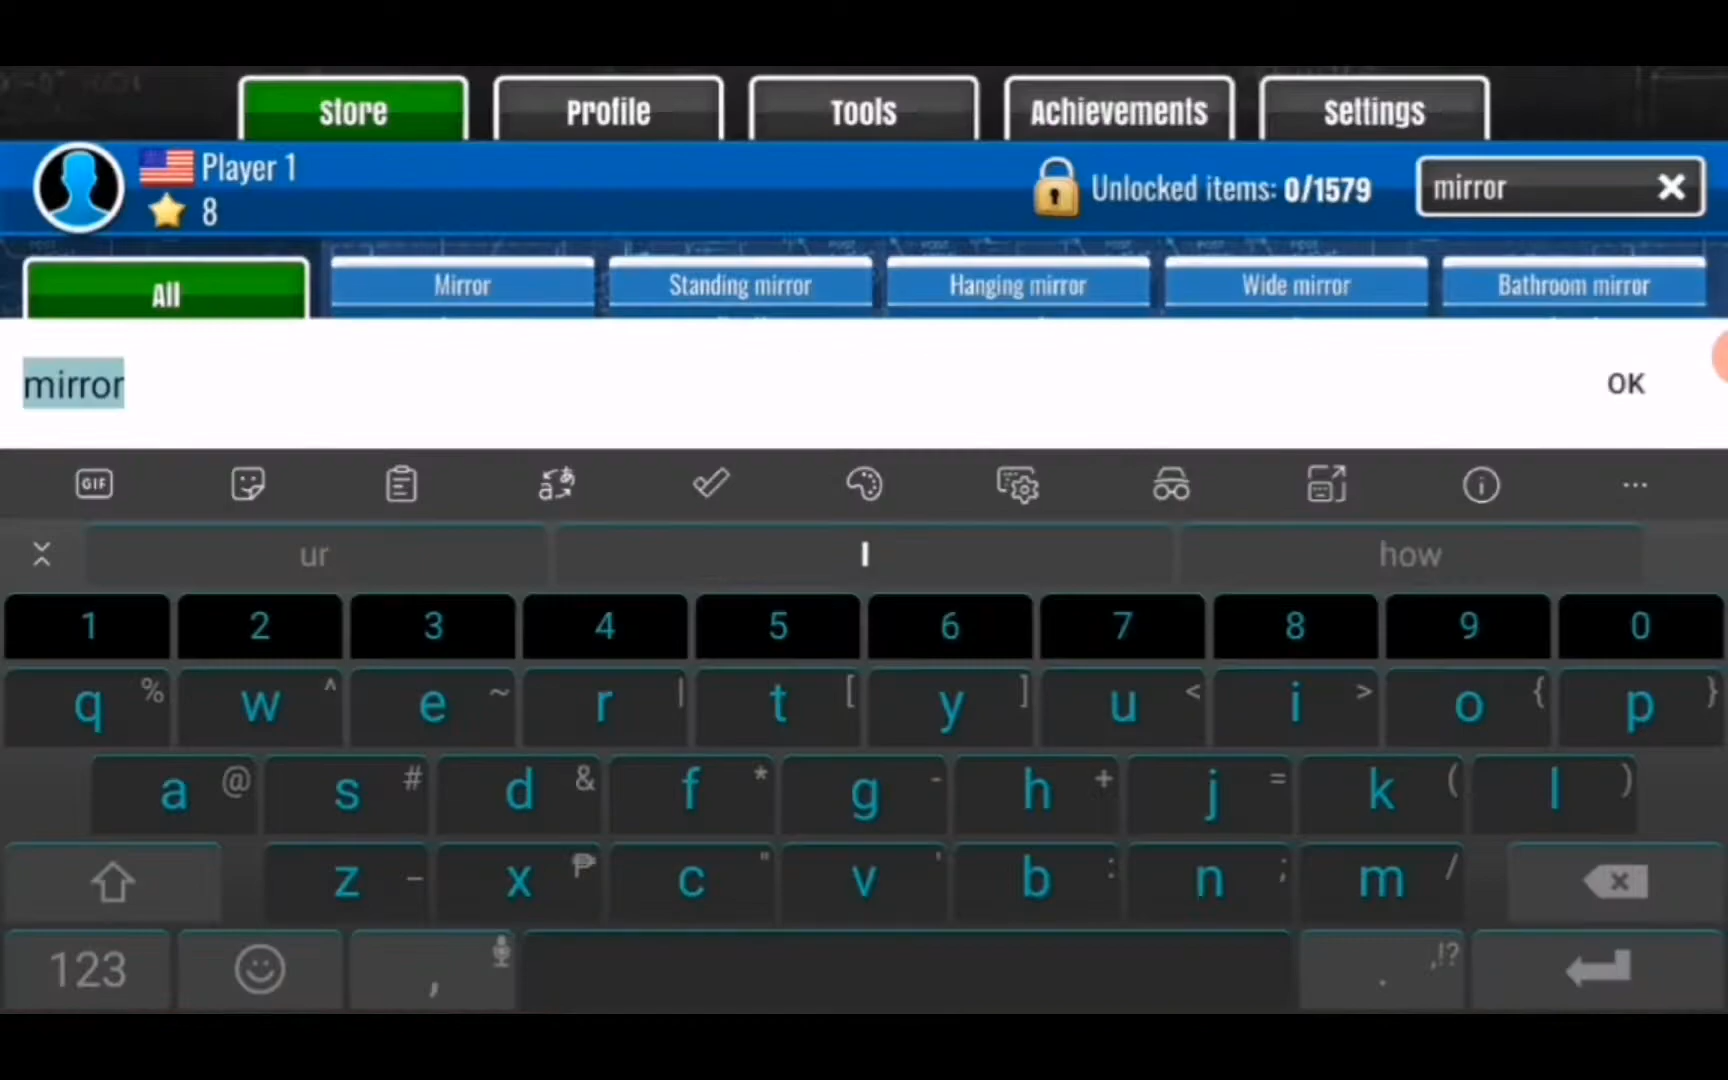 Store Profile Tools Achievements Settings
Player 1
8
Unlocked items: 0/1579
mirror
All Mirror Standing mirror Hanging mirror Wide mirror Bathroom mirror
mirror OK
GIF
ur I how
1 2 3 4 5 6 7 8 9 0
q % w ^ e ~ r | t [ y ] u < i > o { p }
a @ s # d & f * g - h + j = k ( l )
z _ x ₱ c " v ' b : n ; m /
123 , . ,!?